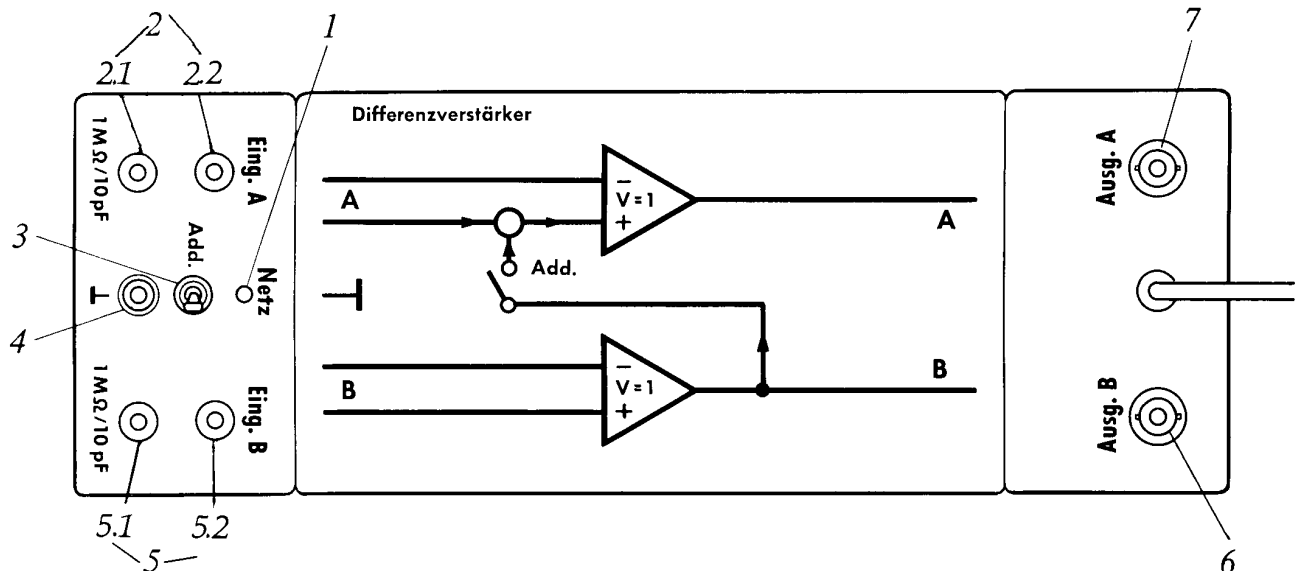 2 1 7
2.1 2.2
Differenzverstärker
1 MΩ/10 pF
Eing. A
Ausg. A
A
−
V = 1
+
A
3
Add.
Netz
Add.
4
1 MΩ/10 pF
Eing. B
Ausg. B
B
−
V = 1
+
B
5.1 5.2
5
6